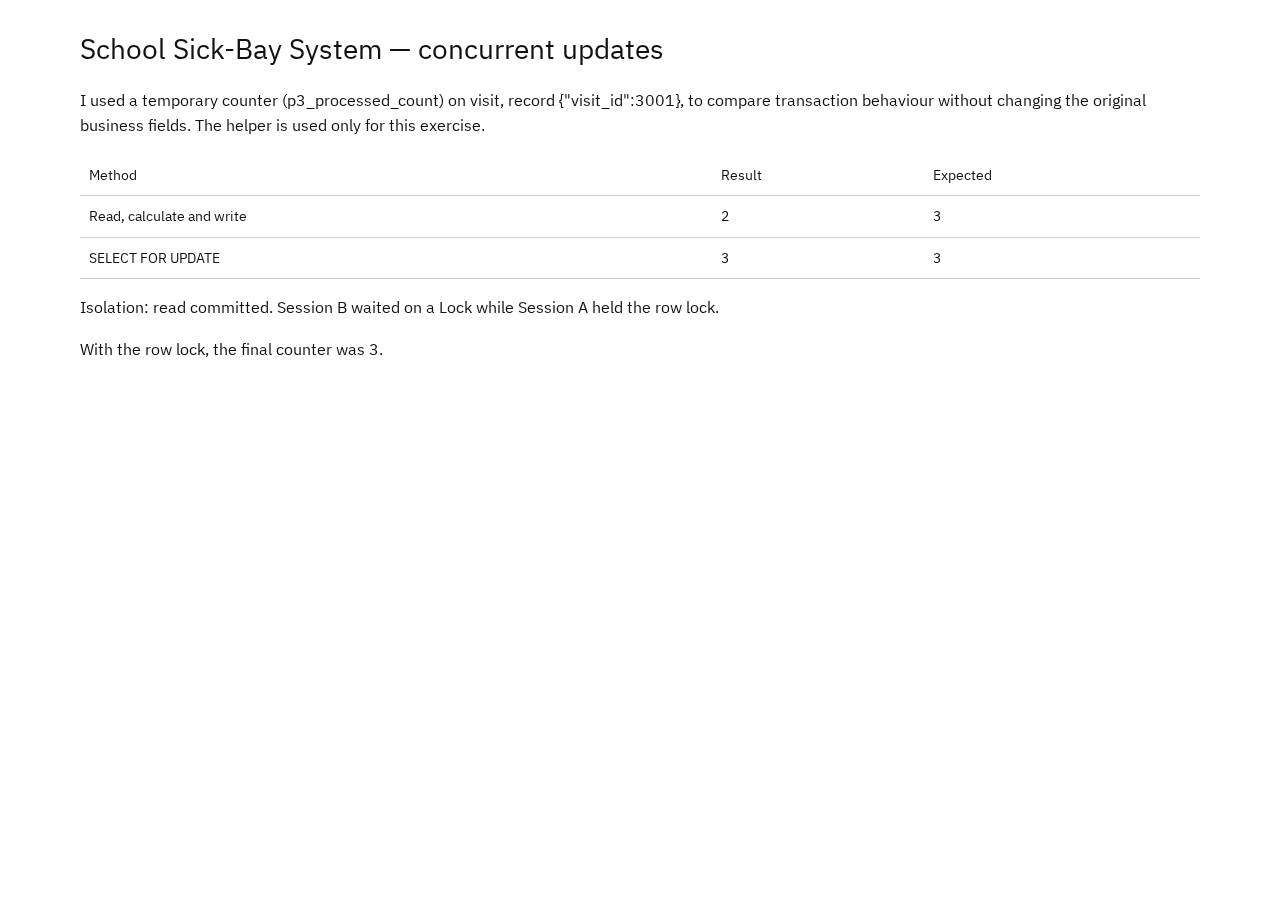 School Sick-Bay System — concurrent updates
I used a temporary counter (p3_processed_count) on visit, record {"visit_id":3001}, to compare transaction behaviour without changing the original
business fields. The helper is used only for this exercise.
Method Result Expected
Read, calculate and write 2 3
SELECT FOR UPDATE 3 3
Isolation: read committed. Session B waited on a Lock while Session A held the row lock.
With the row lock, the final counter was 3.